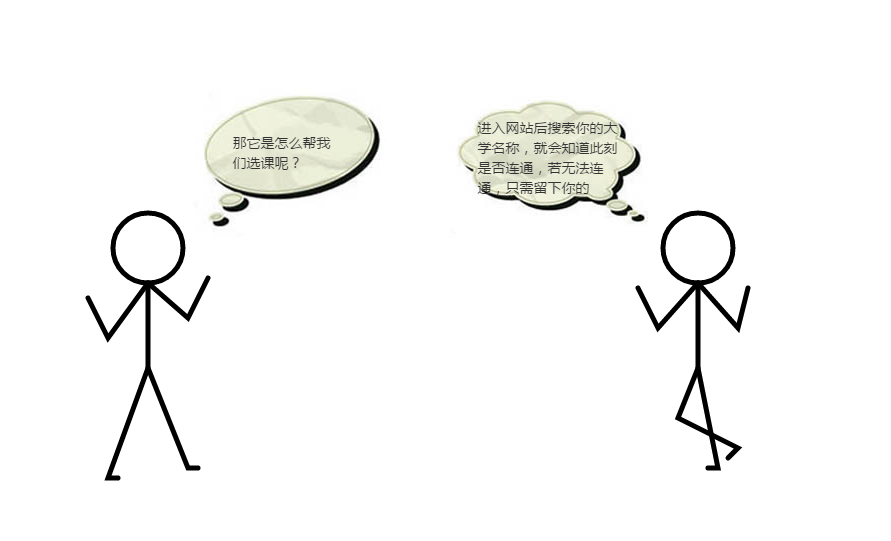 那它是怎么帮我
们选课呢？
进入网站后搜索你的大
学名称，就会知道此刻
是否连通，若无法连
通，只需留下你的